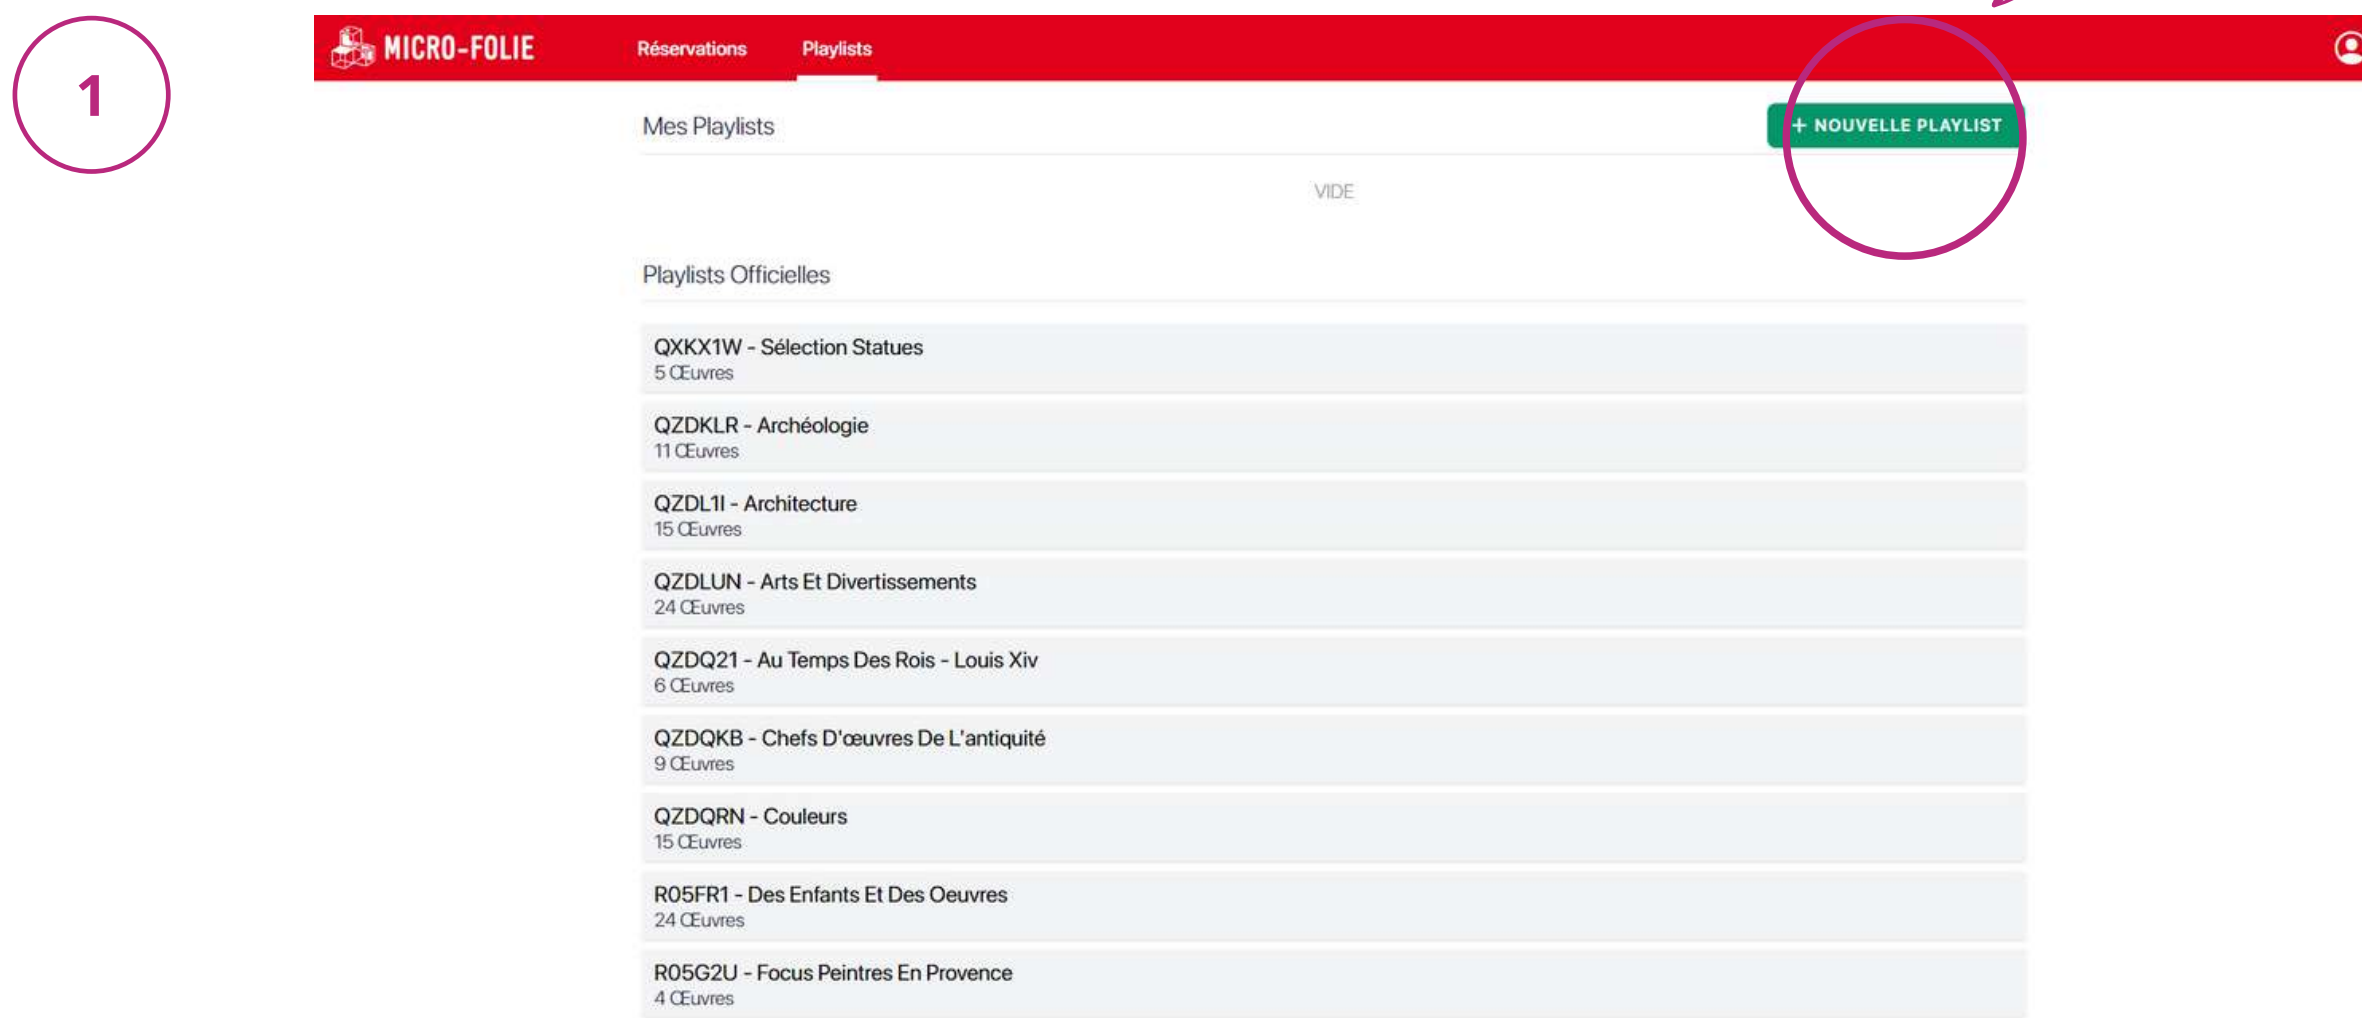 1
MICRO-FOLIE
Réservations
Playlists
Mes Playlists
+ NOUVELLE PLAYLIST
VIDE
Playlists Officielles
QXKX1W - Sélection Statues
5 Œuvres
QZDKLR - Archéologie
11 Œuvres
QZDL1I - Architecture
15 Œuvres
QZDLUN - Arts Et Divertissements
24 Œuvres
QZDQ21 - Au Temps Des Rois - Louis Xiv
6 Œuvres
QZDQKB - Chefs D'œuvres De L'antiquité
9 Œuvres
QZDQRN - Couleurs
15 Œuvres
R05FR1 - Des Enfants Et Des Oeuvres
24 Œuvres
R05G2U - Focus Peintres En Provence
4 Œuvres